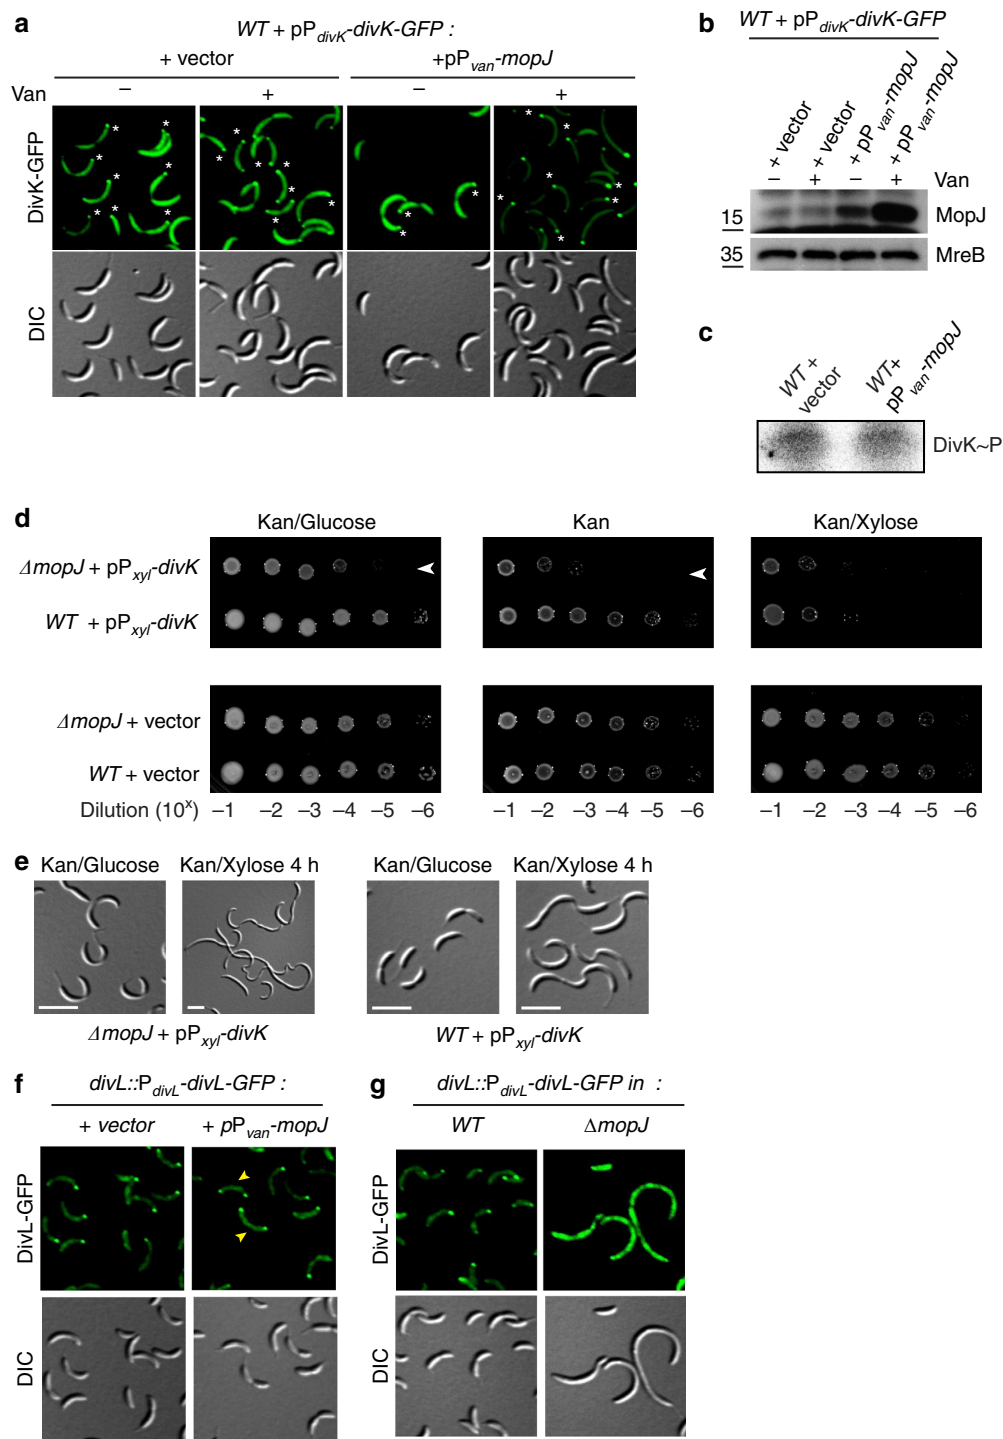 a
WT + pPdivK-divK-GFP :
+ vector
+pPvan-mopJ
Van
–
+
–
+
DivK-GFP
* * * * * * * *
* * * * * * * *
* * *
* * * * * * * *
DIC
b
WT + pPdivK-divK-GFP
+ vector
+ vector
+ pPvan-mopJ
+ pPvan-mopJ
– + – + Van
15
MopJ
35
MreB
c
WT +
vector
WT+
pPvan-mopJ
DivK~P
d
Kan/Glucose
Kan
Kan/Xylose
ΔmopJ + pPxyl-divK
WT + pPxyl-divK
ΔmopJ + vector
WT + vector
Dilution (10x) –1 –2 –3 –4 –5 –6
–1 –2 –3 –4 –5 –6
–1 –2 –3 –4 –5 –6
e
Kan/Glucose
Kan/Xylose 4 h
Kan/Glucose
Kan/Xylose 4 h
ΔmopJ + pPxyl-divK
WT + pPxyl-divK
f
divL::PdivL-divL-GFP :
+ vector
+ pPvan-mopJ
DivL-GFP
DIC
g
divL::PdivL-divL-GFP in :
WT
ΔmopJ
DivL-GFP
DIC